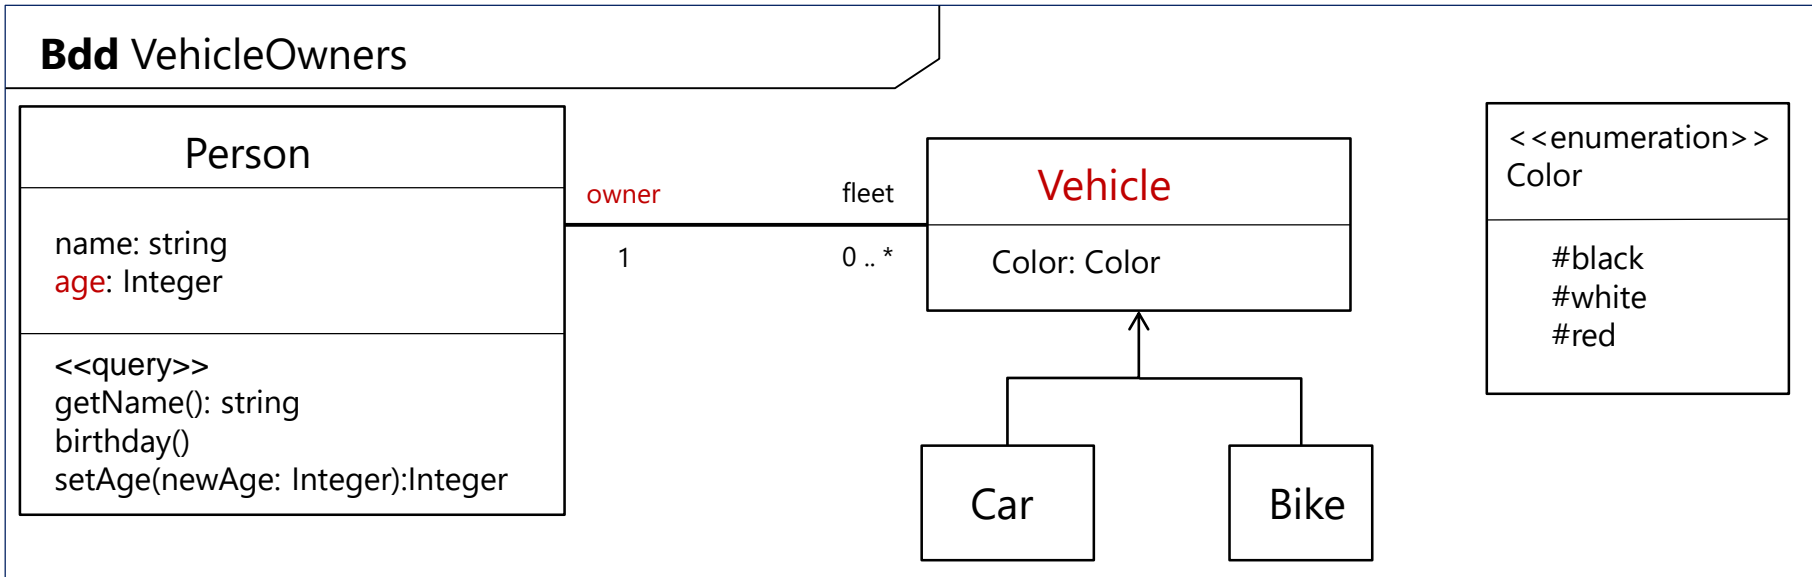 Bdd VehicleOwners
Person
name: string
age: Integer
<<query>>
getName(): string
birthday()
setAge(newAge: Integer):Integer
owner
1
fleet
0 .. *
Vehicle
Color: Color
Car
Bike
<<enumeration>>
Color
#black
#white
#red